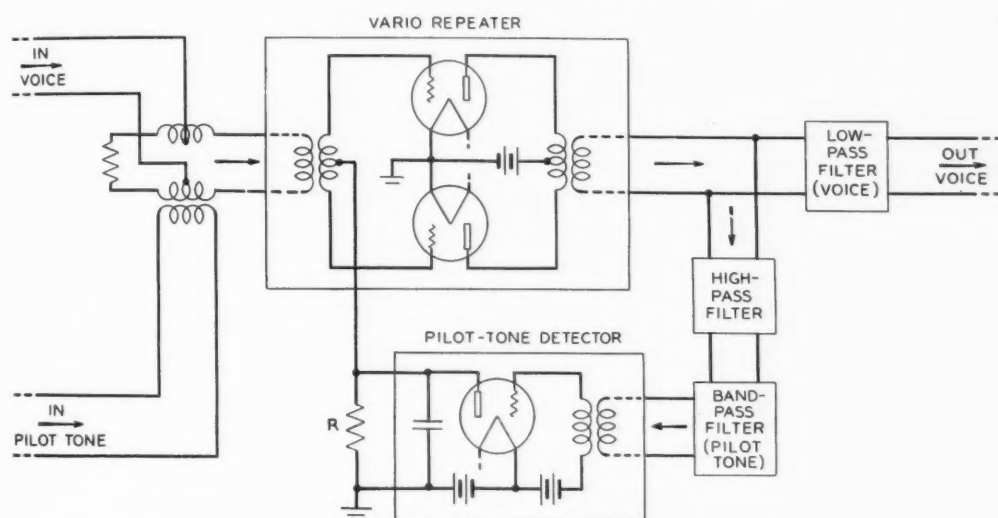 VARIO REPEATER
IN
VOICE
LOW-
PASS
FILTER
(VOICE)
OUT
VOICE
HIGH-
PASS
FILTER
PILOT-TONE DETECTOR
IN
PILOT TONE
R
BAND-
PASS
FILTER
(PILOT
TONE)